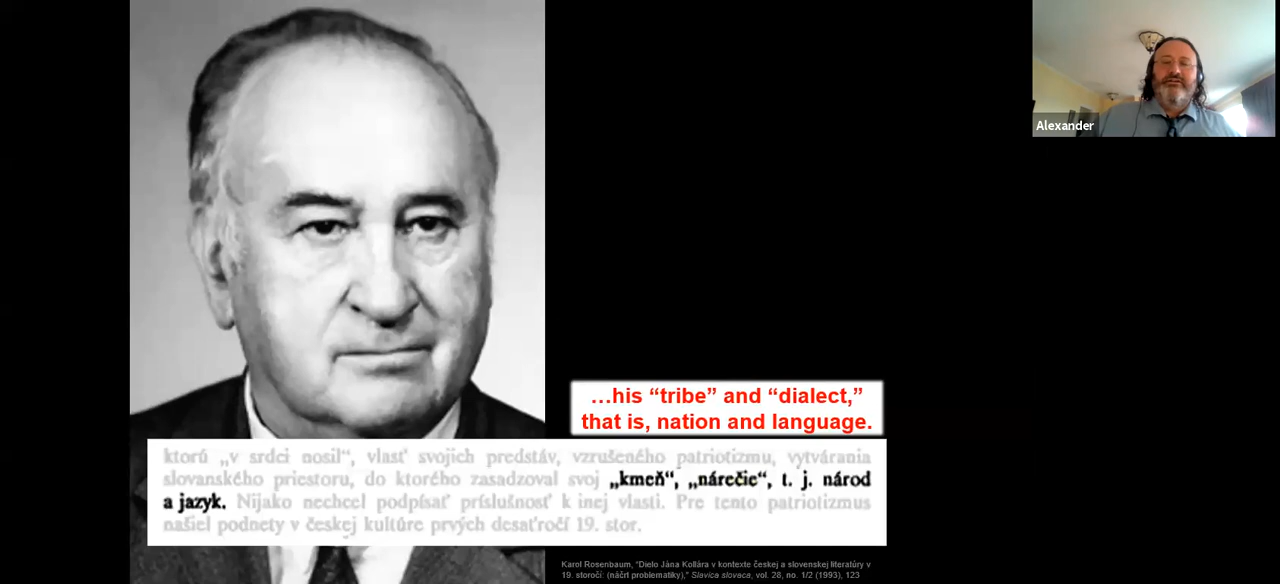 Alexander
…his “tribe” and “dialect,”
that is, nation and language.
ktorú „v srdci nosil“, vlasť svojich predstáv, vzrušeného patriotizmu, vytvárania
slovanského priestoru, do ktorého zasadzoval svoj „kmeň“, „nárečie“, t. j. národ
a jazyk. Nijako nechcel podpísať príslušnosť k inej vlasti. Pre tento patriotizmus
našiel podnety v českej kultúre prvých desaťročí 19. stor.
Karol Rosenbaum, "Dielo Jána Kollára v kontexte českej a slovenskej literatúry v
19. storočí: (náčrt problematiky)," Slavica slovaca, vol. 28, no. 1/2 (1993), 123